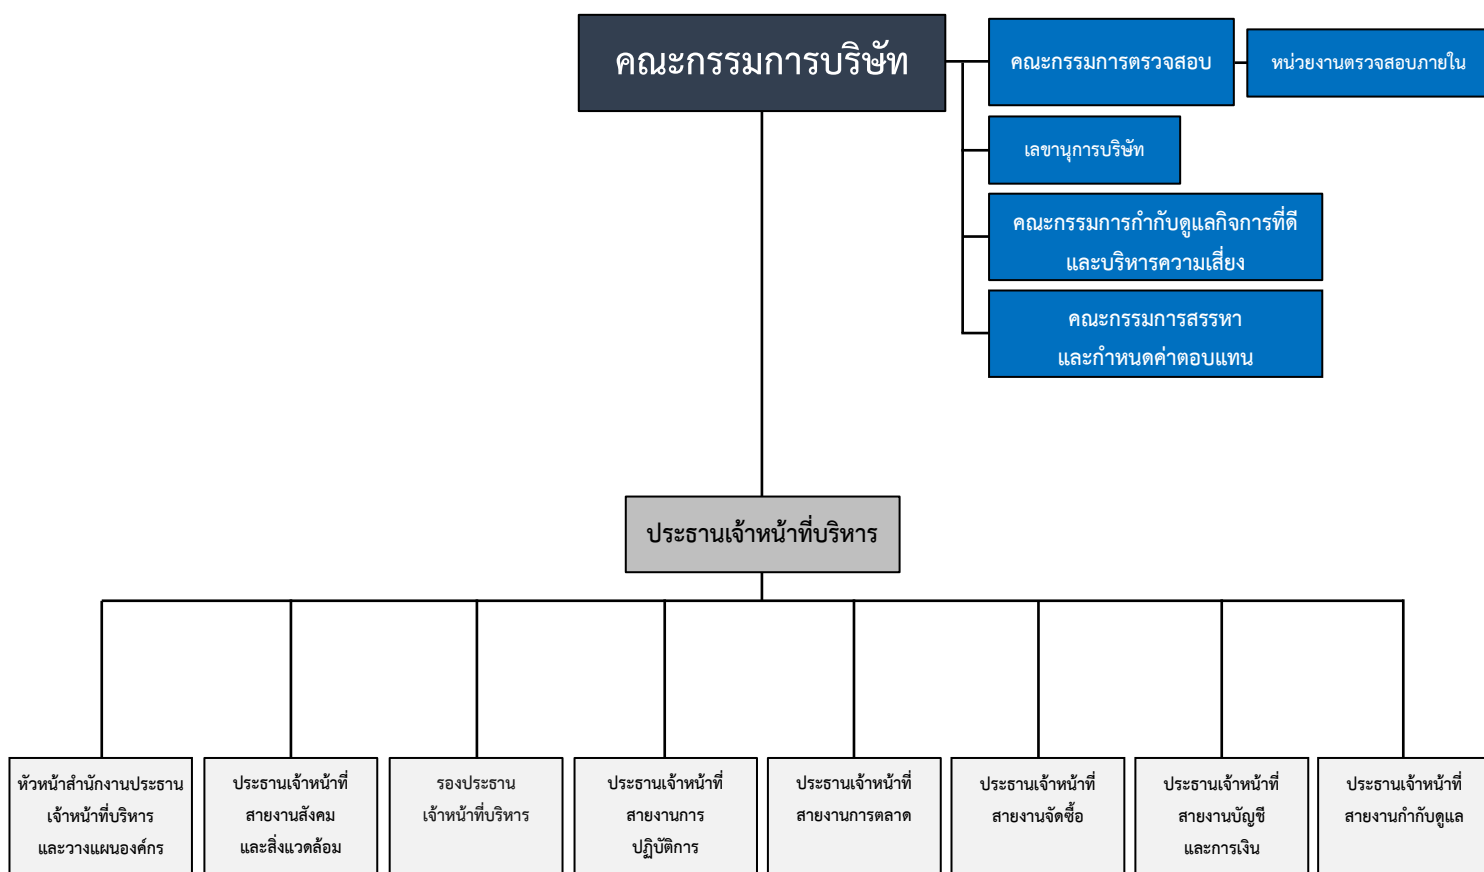 คณะกรรมการบริษัท
คณะกรรมการตรวจสอบ
หน่วยงานตรวจสอบภายใน
เลขานุการบริษัท
คณะกรรมการกำกับดูแลกิจการที่ดี
และบริหารความเสี่ยง
คณะกรรมการสรรหา
และกำหนดค่าตอบแทน
ประธานเจ้าหน้าที่บริหาร
หัวหน้าสำนักงานประธาน
เจ้าหน้าที่บริหาร
และวางแผนองค์กร
ประธานเจ้าหน้าที่
สายงานสังคม
และสิ่งแวดล้อม
รองประธาน
เจ้าหน้าที่บริหาร
ประธานเจ้าหน้าที่
สายงานการ
ปฏิบัติการ
ประธานเจ้าหน้าที่
สายงานการตลาด
ประธานเจ้าหน้าที่
สายงานจัดซื้อ
ประธานเจ้าหน้าที่
สายงานบัญชี
และการเงิน
ประธานเจ้าหน้าที่
สายงานกำกับดูแล